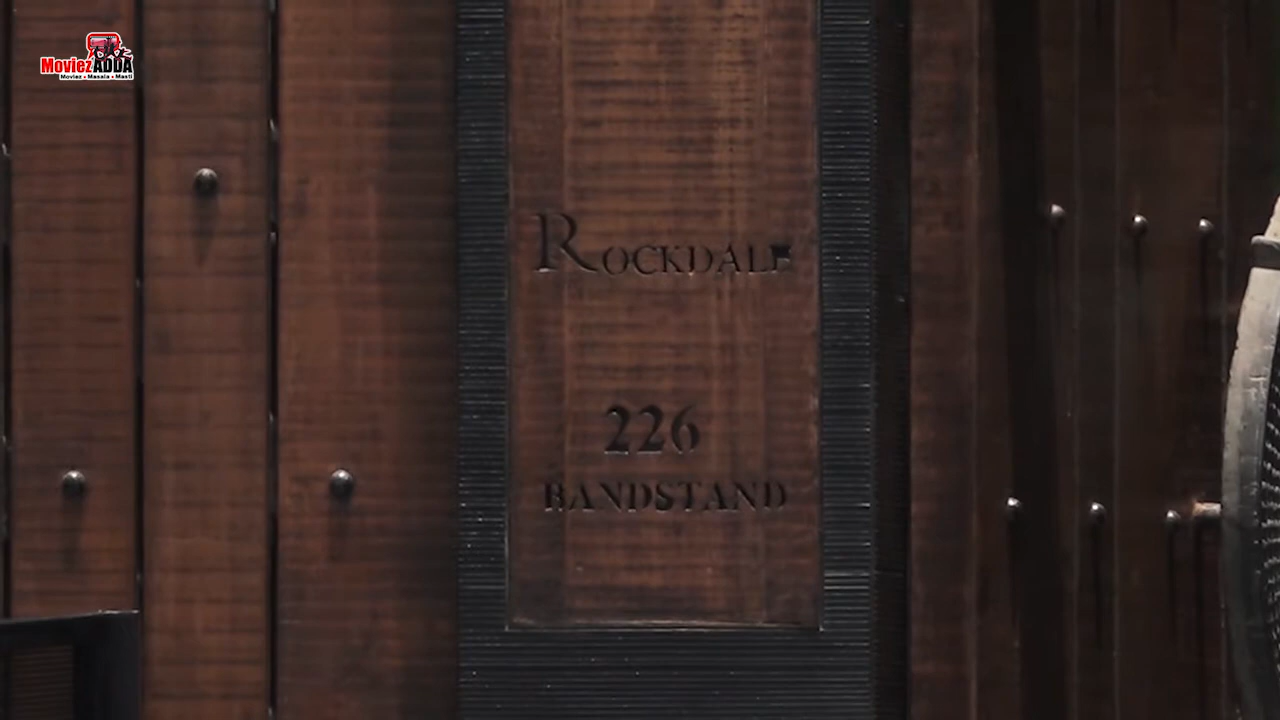 MoviezADDA
Moviez • Masala • Masti
ROCKDALE
226
BANDSTAND